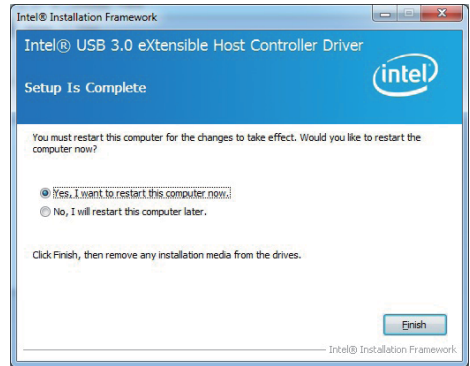 Intel® Installation Framework
Intel® USB 3.0 eXtensible Host Controller Driver
Setup Is Complete
intel
You must restart this computer for the changes to take effect. Would you like to restart the
computer now?
Yes, I want to restart this computer now.
No, I will restart this computer later.
Click Finish, then remove any installation media from the drives.
Finish
Intel® Installation Framework